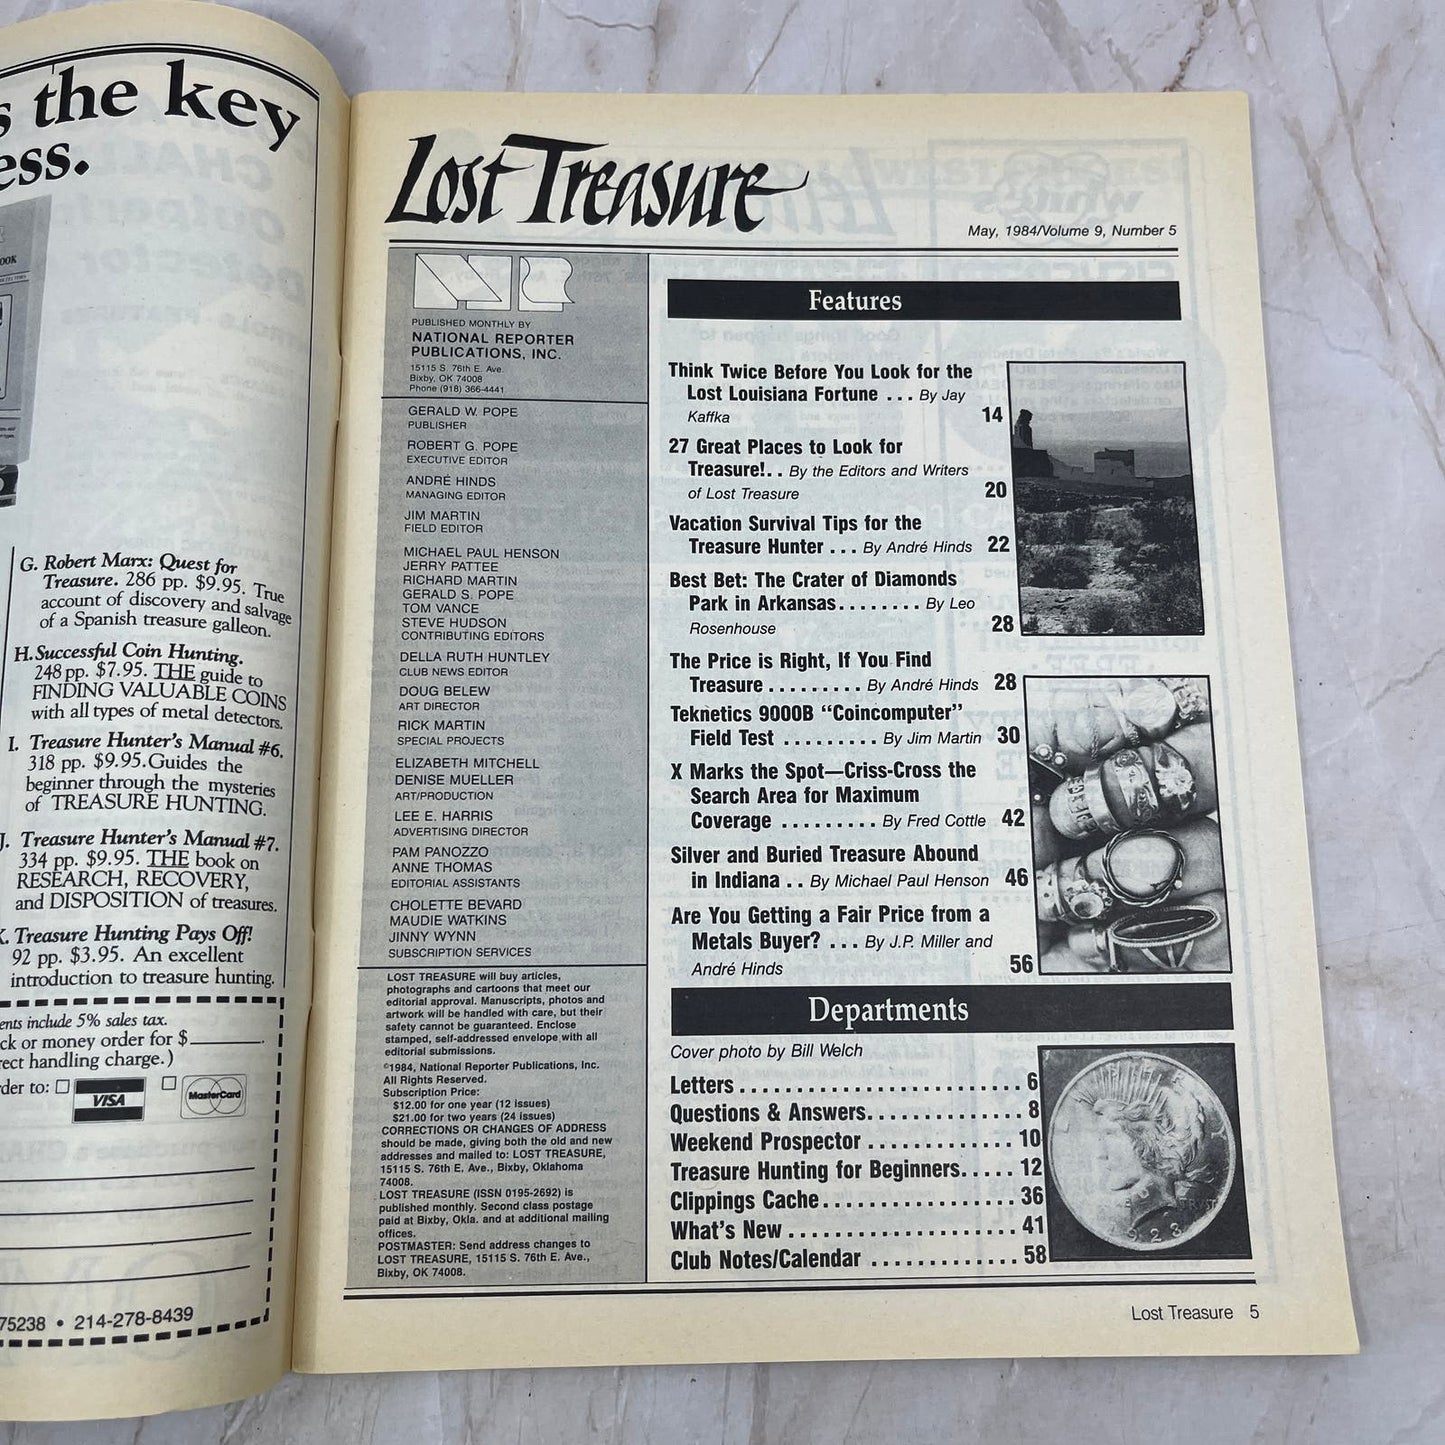 s the key
ess.
OOK
G. Robert Marx: Quest for
Treasure. 286 pp. $9.95. True
account of discovery and salvage
of a Spanish treasure galleon.
H. Successful Coin Hunting.
248 pp. $7.95. THE guide to
FINDING VALUABLE COINS
with all types of metal detectors.
I. Treasure Hunter's Manual #6.
318 pp. $9.95. Guides the
beginner through the mysteries
of TREASURE HUNTING.
J. Treasure Hunter's Manual #7.
334 pp. $9.95. THE book on
RESEARCH, RECOVERY,
and DISPOSITION of treasures.
K. Treasure Hunting Pays Off!
92 pp. $3.95. An excellent
introduction to treasure hunting.
ents include 5% sales tax.
ck or money order for $
rect handling charge.)
der to:
VISA
MasterCard
75238 • 214-278-8439
Lost Treasure
May, 1984/Volume 9, Number 5
NR
PUBLISHED MONTHLY BY
NATIONAL REPORTER
PUBLICATIONS, INC.
15115 S. 76th E. Ave.
Bixby, OK 74008
Phone (918) 366-4441
GERALD W. POPE
PUBLISHER
ROBERT G. POPE
EXECUTIVE EDITOR
ANDRÉ HINDS
MANAGING EDITOR
JIM MARTIN
FIELD EDITOR
MICHAEL PAUL HENSON
JERRY PATTEE
RICHARD MARTIN
GERALD S. POPE
TOM VANCE
STEVE HUDSON
CONTRIBUTING EDITORS
DELLA RUTH HUNTLEY
CLUB NEWS EDITOR
DOUG BELEW
ART DIRECTOR
RICK MARTIN
SPECIAL PROJECTS
ELIZABETH MITCHELL
DENISE MUELLER
ART/PRODUCTION
LEE E. HARRIS
ADVERTISING DIRECTOR
PAM PANOZZO
ANNE THOMAS
EDITORIAL ASSISTANTS
CHOLETTE BEVARD
MAUDIE WATKINS
JINNY WYNN
SUBSCRIPTION SERVICES
LOST TREASURE will buy articles,
photographs and cartoons that meet our
editorial approval. Manuscripts, photos and
artwork will be handled with care, but their
safety cannot be guaranteed. Enclose
stamped, self-addressed envelope with all
editorial submissions.
©1984, National Reporter Publications, Inc.
All Rights Reserved.
Subscription Price:
$12.00 for one year (12 issues)
$21.00 for two years (24 issues)
CORRECTIONS OR CHANGES OF ADDRESS
should be made, giving both the old and new
addresses and mailed to: LOST TREASURE,
15115 S. 76th E. Ave., Bixby, Oklahoma
74008.
LOST TREASURE (ISSN 0195-2692) is
published monthly. Second class postage
paid at Bixby, Okla. and at additional mailing
offices.
POSTMASTER: Send address changes to
LOST TREASURE, 15115 S. 76th E. Ave.,
Bixby, OK 74008.
Features
Think Twice Before You Look for the
Lost Louisiana Fortune ... By Jay
Kaffka 14
27 Great Places to Look for
Treasure!.. By the Editors and Writers
of Lost Treasure 20
Vacation Survival Tips for the
Treasure Hunter ... By André Hinds 22
Best Bet: The Crater of Diamonds
Park in Arkansas........ By Leo
Rosenhouse 28
The Price is Right, If You Find
Treasure ......... By André Hinds 28
Teknetics 9000B "Coincomputer"
Field Test ......... By Jim Martin 30
X Marks the Spot—Criss-Cross the
Search Area for Maximum
Coverage ......... By Fred Cottle 42
Silver and Buried Treasure Abound
in Indiana .. By Michael Paul Henson 46
Are You Getting a Fair Price from a
Metals Buyer? ... By J.P. Miller and
André Hinds 56
Departments
Cover photo by Bill Welch
Letters ........................... 6
Questions & Answers.............. 8
Weekend Prospector ............. 10
Treasure Hunting for Beginners..... 12
Clippings Cache.................. 36
What's New ..................... 41
Club Notes/Calendar ............. 58
Lost Treasure 5